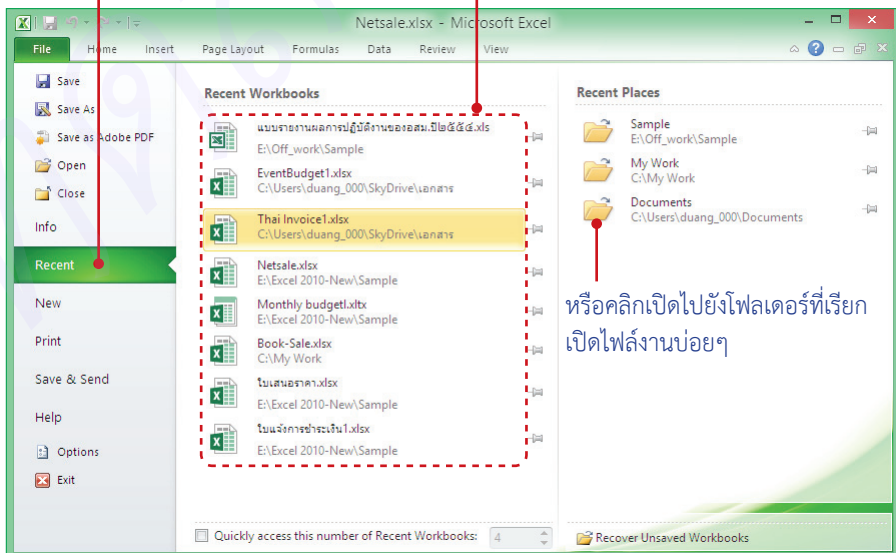 Netsale.xlsx - Microsoft Excel
File Home Insert Page Layout Formulas Data Review View
Save
Save As
Save as Adobe PDF
Open
Close
Info
Recent
New
Print
Save & Send
Help
Options
Exit
Recent Workbooks
แบบรายงานผลการปฏิบัติงานของอสม.ปี๒๕๕๔.xls
E:\Off_work\Sample
EventBudget1.xlsx
C:\Users\duang_000\SkyDrive\เอกสาร
Thai Invoice1.xlsx
C:\Users\duang_000\SkyDrive\เอกสาร
Netsale.xlsx
E:\Excel 2010-New\Sample
Monthly budgetl.xltx
E:\Excel 2010-New\Sample
Book-Sale.xlsx
C:\My Work
ใบเสนอราคา.xlsx
E:\Excel 2010-New\Sample
ใบแจ้งการชำระเงิน1.xlsx
E:\Excel 2010-New\Sample
Quickly access this number of Recent Workbooks: 4
Recent Places
Sample
E:\Off_work\Sample
My Work
C:\My Work
Documents
C:\Users\duang_000\Documents
หรือคลิกเปิดไปยังโฟลเดอร์ที่เรียก
เปิดไฟล์งานบ่อยๆ
Recover Unsaved Workbooks